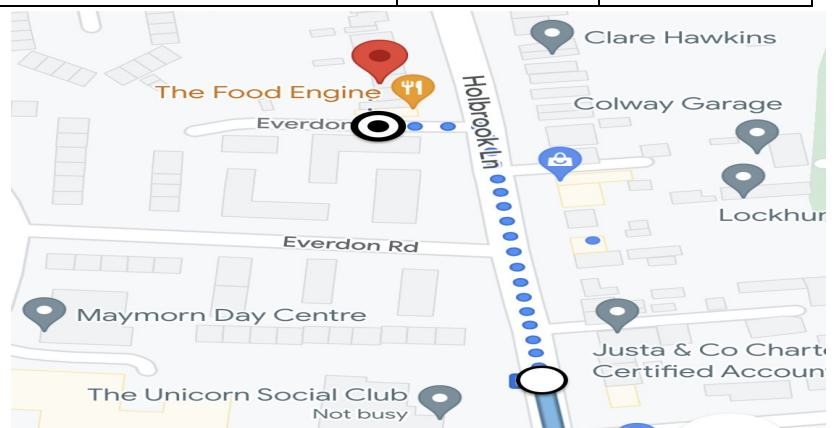 Clare Hawkins
The Food Engine
Holbrook Ln
Colway Garage
Everdon
Lockhur
Everdon Rd
Maymorn Day Centre
Justa & Co Charte
Certified Accoun
The Unicorn Social Club
Not busy